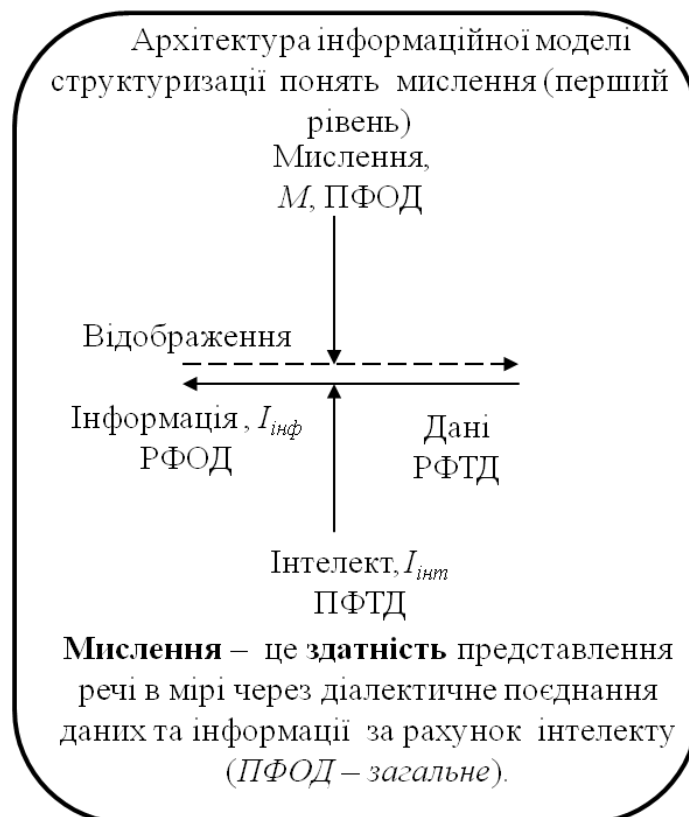 Архітектура інформаційної моделі
структуризації понять мислення (перший
рівень)
Мислення,
М, ПФОД
Відображення
Інформація, Iінф
РФОД
Дані
РФТД
Інтелект, Iінт
ПФТД
Мислення – це здатність представлення
речі в мірі через діалектичне поєднання
даних та інформації за рахунок інтелекту
(ПФОД – загальне).